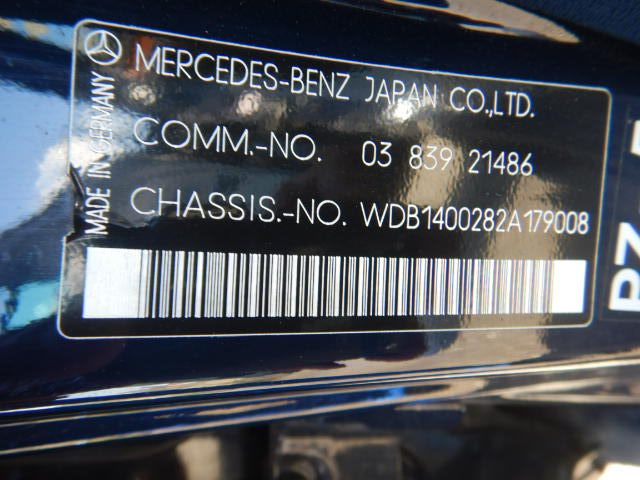 MERCEDES-BENZ JAPAN CO.,LTD.
COMM.-NO. 03 839 21486
CHASSIS.-NO. WDB1400282A179008
MADE IN GERMANY